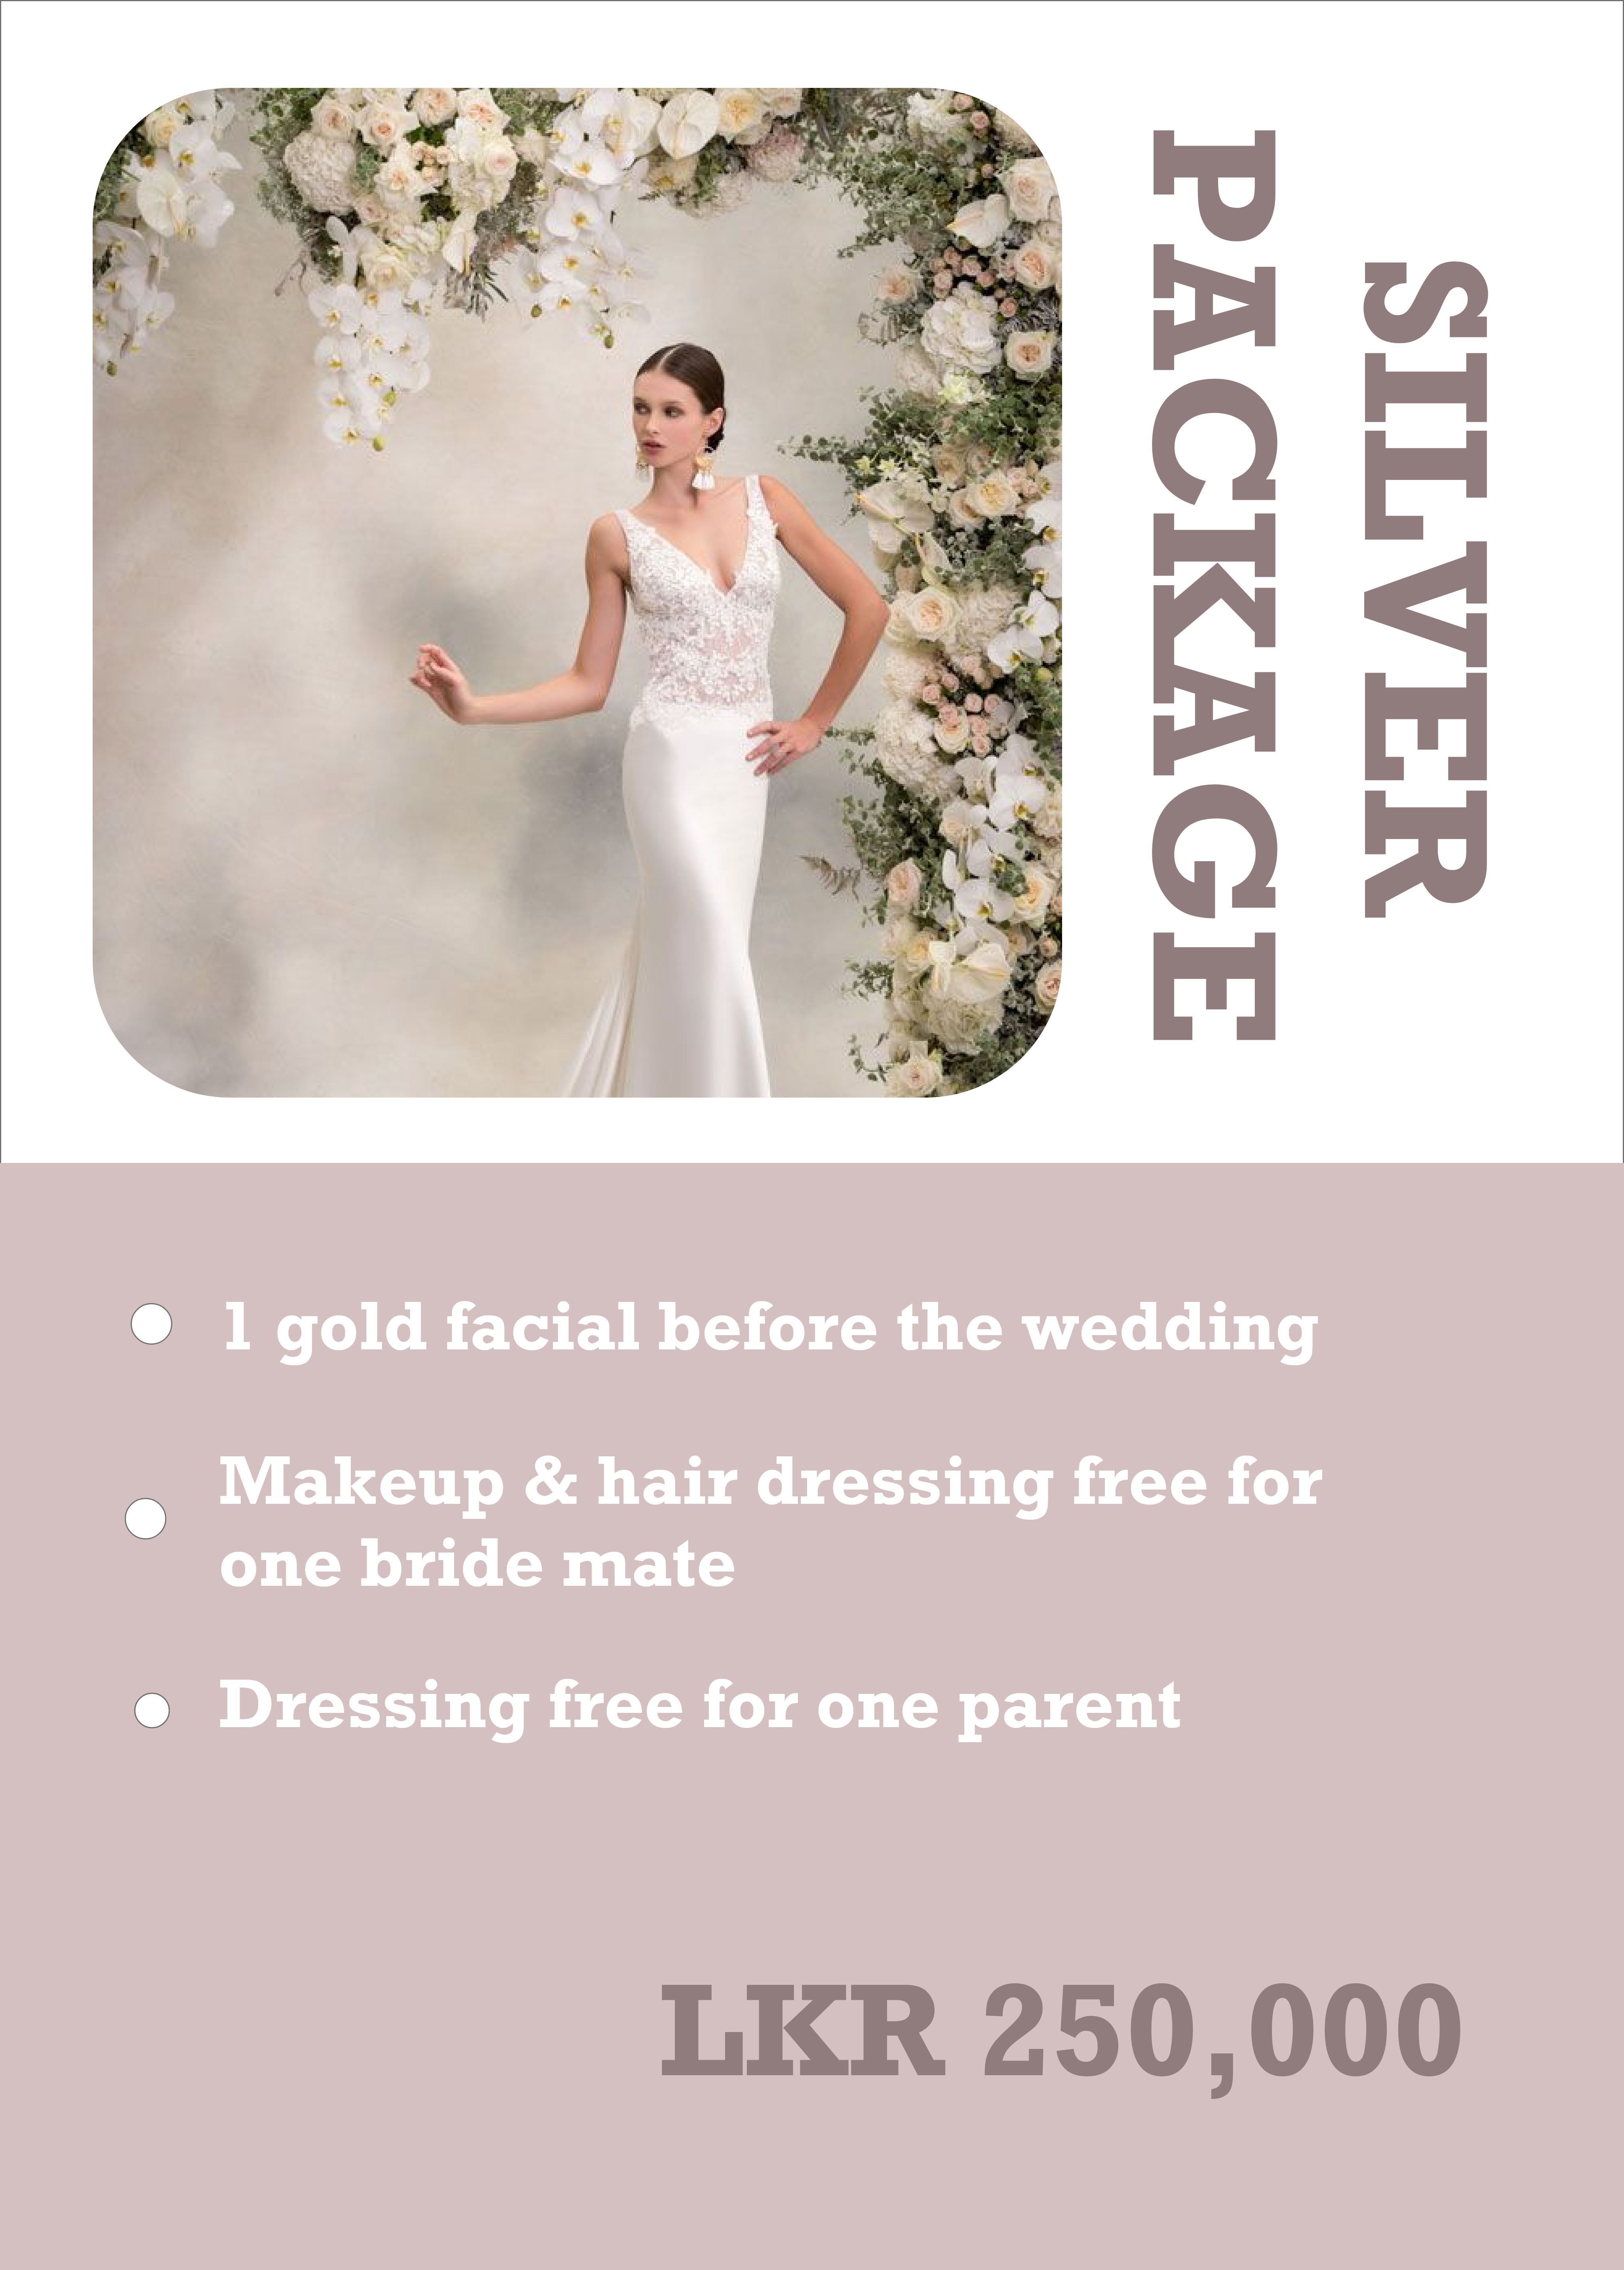 SILVER
PACKAGE
1 gold facial before the wedding
Makeup & hair dressing free for
one bride mate
Dressing free for one parent
LKR 250,000